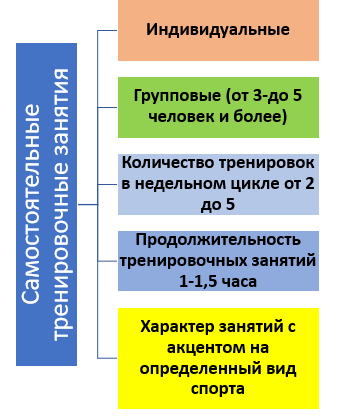 Самостоятельные
тренировочные занятия
Индивидуальные
Групповые (от 3-до 5
человек и более)
Количество тренировок
в недельном цикле от 2
до 5
Продолжительность
тренировочных занятий
1-1,5 часа
Характер занятий с
акцентом на
определенный вид
спорта